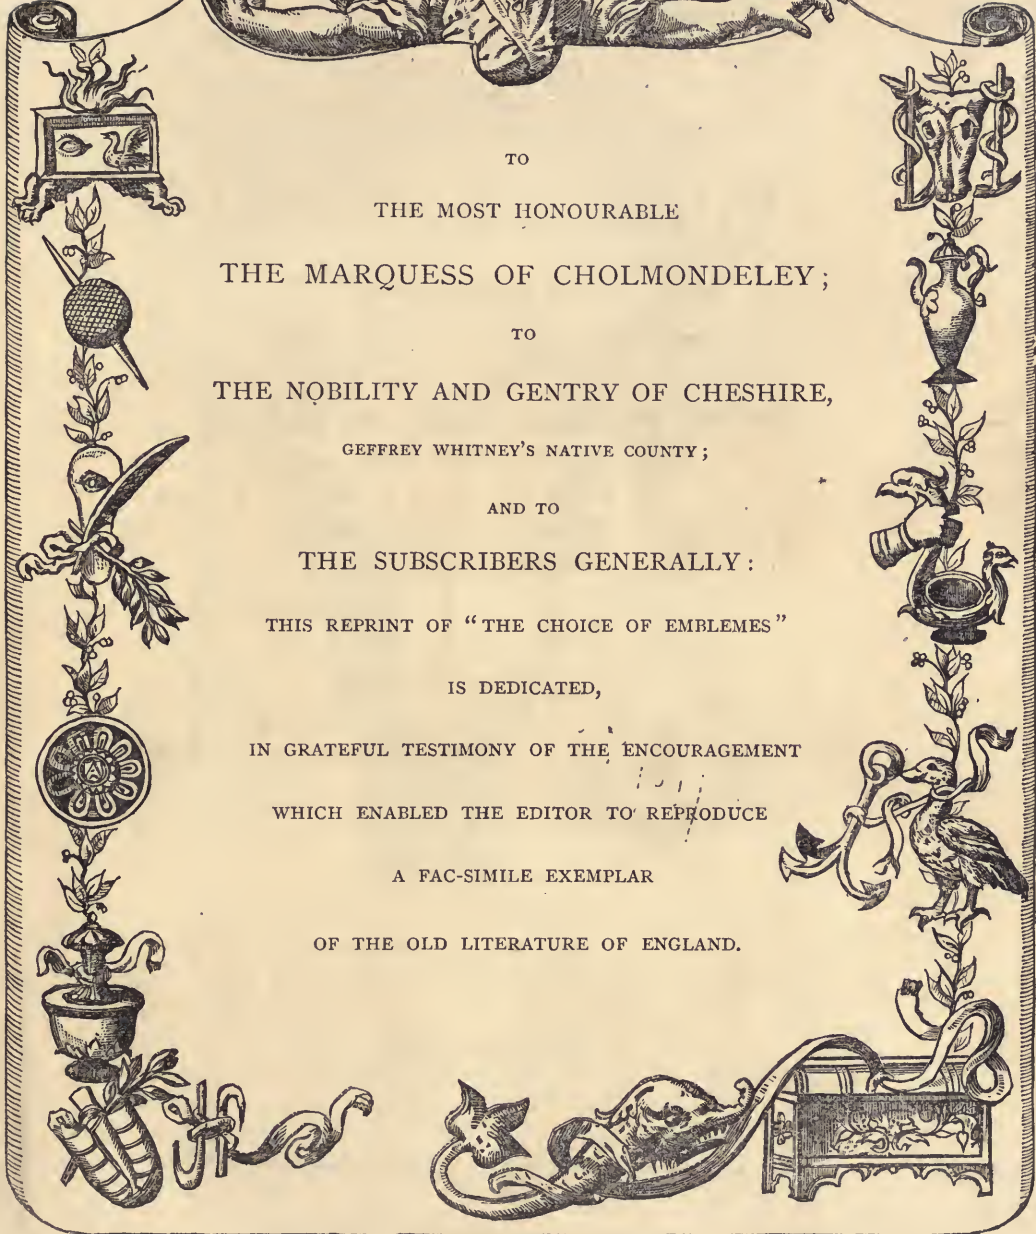 TO
THE MOST HONOURABLE
THE MARQUESS OF CHOLMONDELEY;
TO
THE NOBILITY AND GENTRY OF CHESHIRE,
GEFFREY WHITNEY'S NATIVE COUNTY;
AND TO
THE SUBSCRIBERS GENERALLY:
THIS REPRINT OF "THE CHOICE OF EMBLEMES"
IS DEDICATED,
IN GRATEFUL TESTIMONY OF THE ENCOURAGEMENT
WHICH ENABLED THE EDITOR TO REPRODUCE
A FAC-SIMILE EXEMPLAR
OF THE OLD LITERATURE OF ENGLAND.